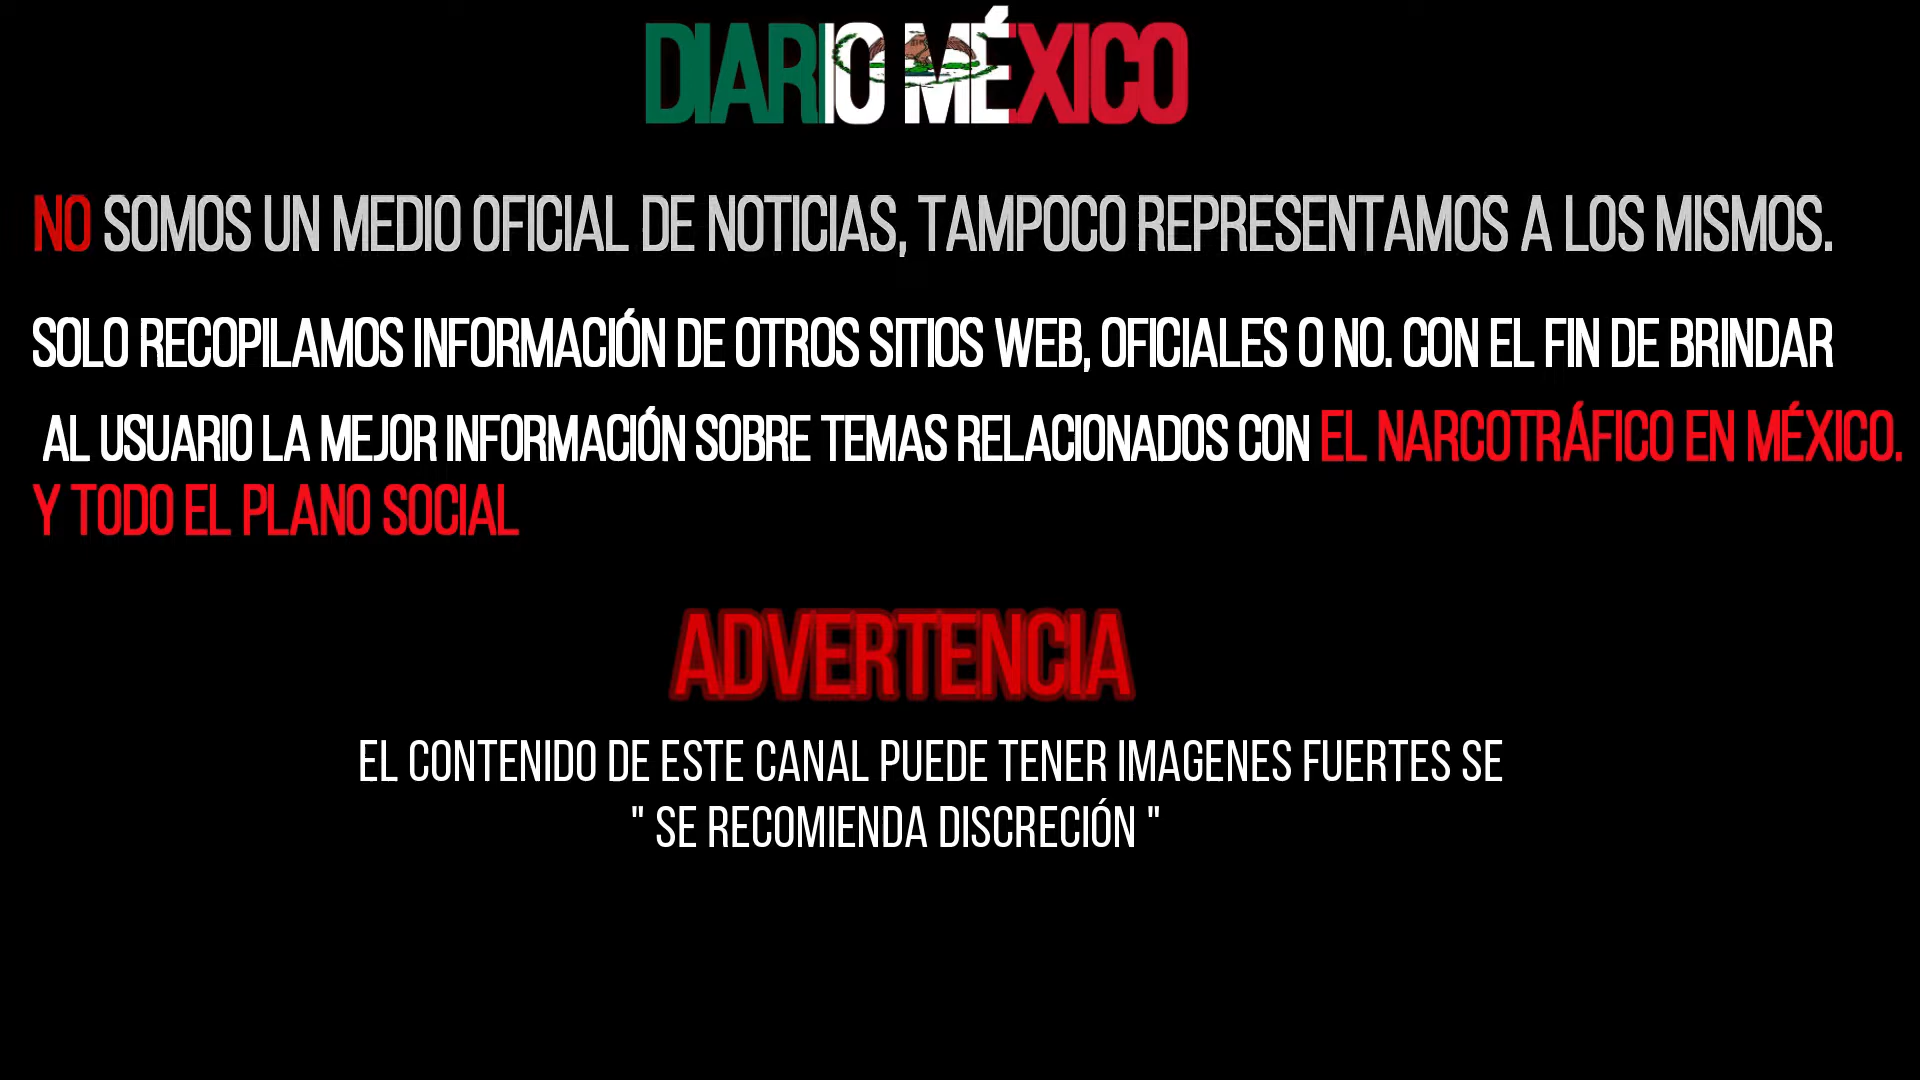 DIARIO MÉXICO
NO SOMOS UN MEDIO OFICIAL DE NOTICIAS, TAMPOCO REPRESENTAMOS A LOS MISMOS.
SOLO RECOPILAMOS INFORMACIÓN DE OTROS SITIOS WEB, OFICIALES O NO. CON EL FIN DE BRINDAR
AL USUARIO LA MEJOR INFORMACIÓN SOBRE TEMAS RELACIONADOS CON EL NARCOTRÁFICO EN MÉXICO.
Y TODO EL PLANO SOCIAL
ADVERTENCIA
EL CONTENIDO DE ESTE CANAL PUEDE TENER IMAGENES FUERTES SE
" SE RECOMIENDA DISCRECIÓN "